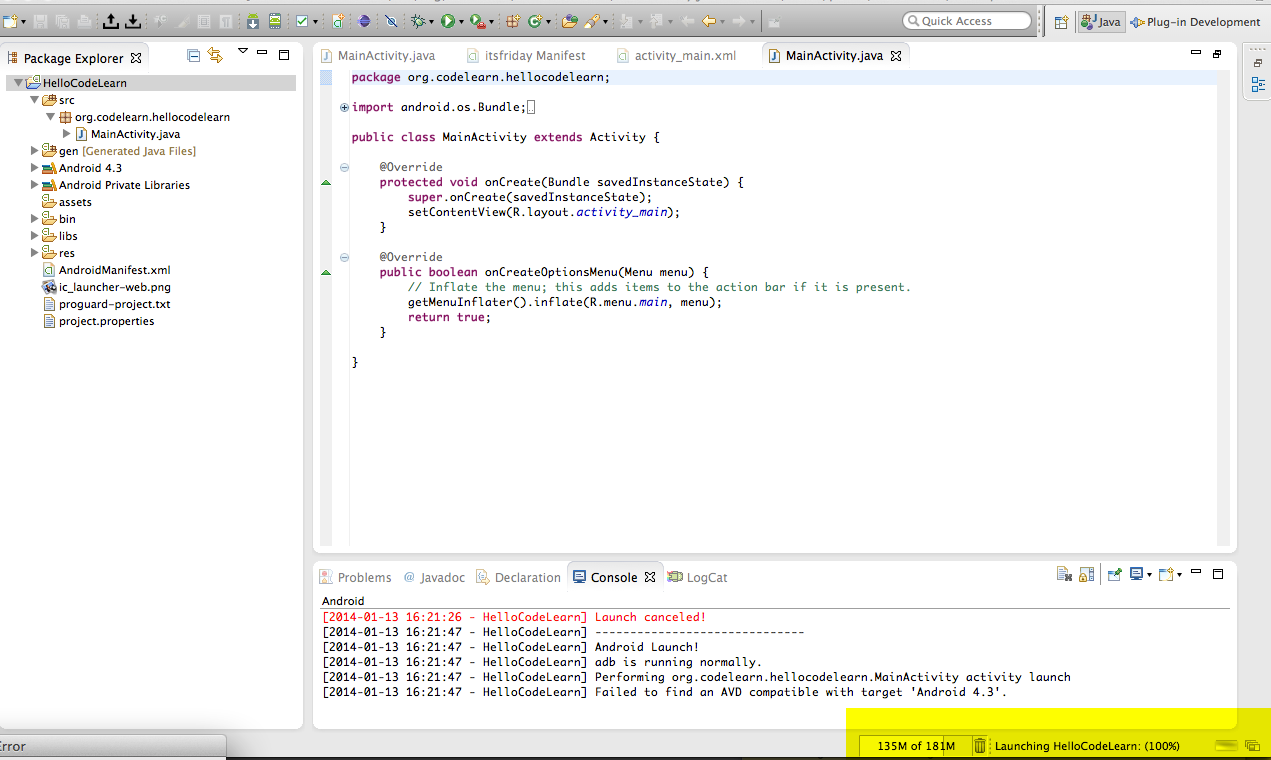 Quick Access
Java
Plug-in Development
Package Explorer
MainActivity.java
itsfriday Manifest
activity_main.xml
MainActivity.java
HelloCodeLearn
src
org.codelearn.hellocodelearn
MainActivity.java
gen [Generated Java Files]
Android 4.3
Android Private Libraries
assets
bin
libs
res
AndroidManifest.xml
ic_launcher-web.png
proguard-project.txt
project.properties
package org.codelearn.hellocodelearn;
import android.os.Bundle;
public class MainActivity extends Activity {
@Override
protected void onCreate(Bundle savedInstanceState) {
super.onCreate(savedInstanceState);
setContentView(R.layout.activity_main);
}
@Override
public boolean onCreateOptionsMenu(Menu menu) {
// Inflate the menu; this adds items to the action bar if it is present.
getMenuInflater().inflate(R.menu.main, menu);
return true;
}
}
Problems
@ Javadoc
Declaration
Console
LogCat
Android
[2014-01-13 16:21:26 - HelloCodeLearn] Launch canceled!
[2014-01-13 16:21:47 - HelloCodeLearn] ------------------------------
[2014-01-13 16:21:47 - HelloCodeLearn] Android Launch!
[2014-01-13 16:21:47 - HelloCodeLearn] adb is running normally.
[2014-01-13 16:21:47 - HelloCodeLearn] Performing org.codelearn.hellocodelearn.MainActivity activity launch
[2014-01-13 16:21:47 - HelloCodeLearn] Failed to find an AVD compatible with target 'Android 4.3'.
Error
135M of 181M
Launching HelloCodeLearn: (100%)